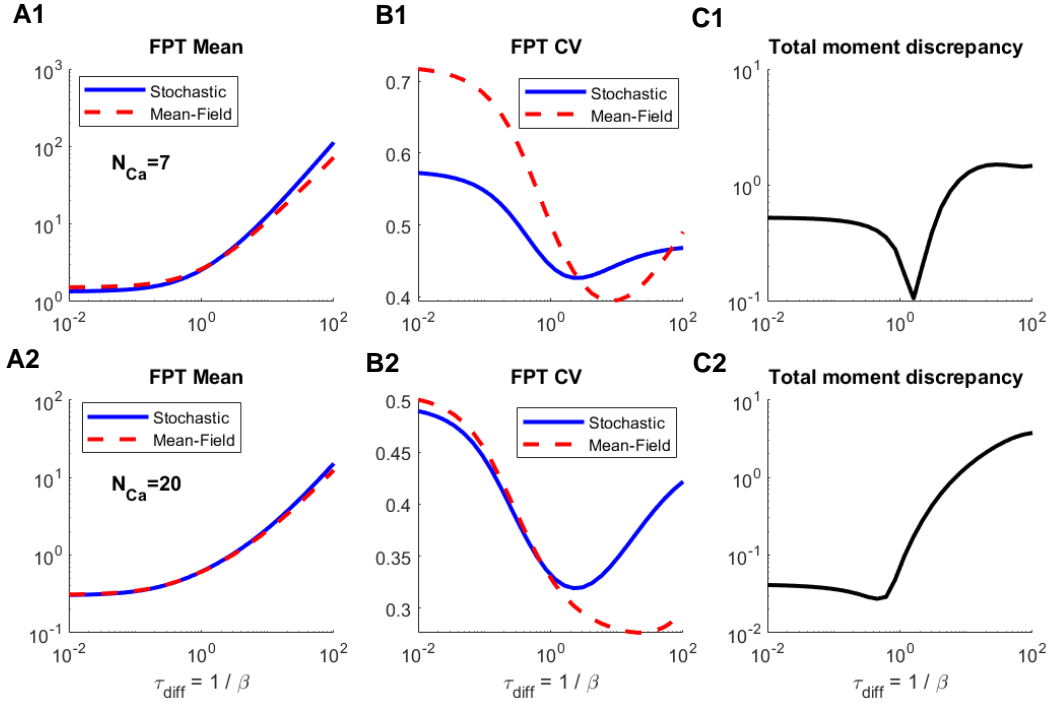 A1
B1
C1
FPT Mean
FPT CV
Total moment discrepancy
10^3
10^2
10^1
10^0
10^-2
10^0
10^2
Stochastic
Mean-Field
N_Ca=7
0.7
0.6
0.5
0.4
10^-2
10^0
10^2
Stochastic
Mean-Field
10^1
10^0
10^-1
10^-2
10^0
10^2
A2
B2
C2
FPT Mean
FPT CV
Total moment discrepancy
10^2
10^1
10^0
10^-1
10^-2
10^0
10^2
Stochastic
Mean-Field
N_Ca=20
τ_diff = 1 / β
0.5
0.45
0.4
0.35
0.3
10^-2
10^0
10^2
Stochastic
Mean-Field
τ_diff = 1 / β
10^1
10^0
10^-1
10^-2
10^-2
10^0
10^2
τ_diff = 1 / β